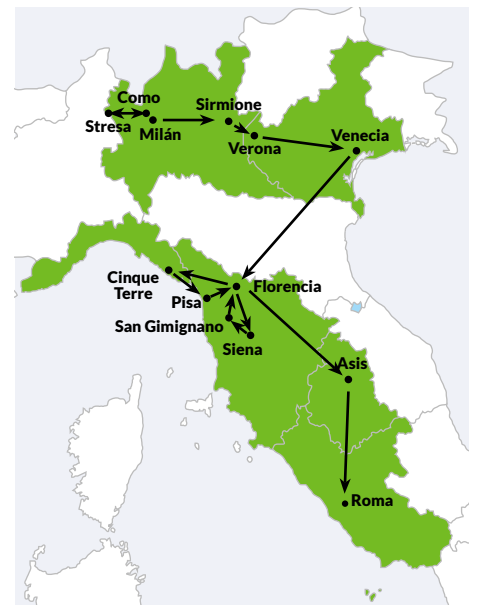 Como
Sirmione
Stresa
Milán
Venecia
Verona
Cinque
Terre
Florencia
Pisa
San Gimignano
Siena
Asis
Roma